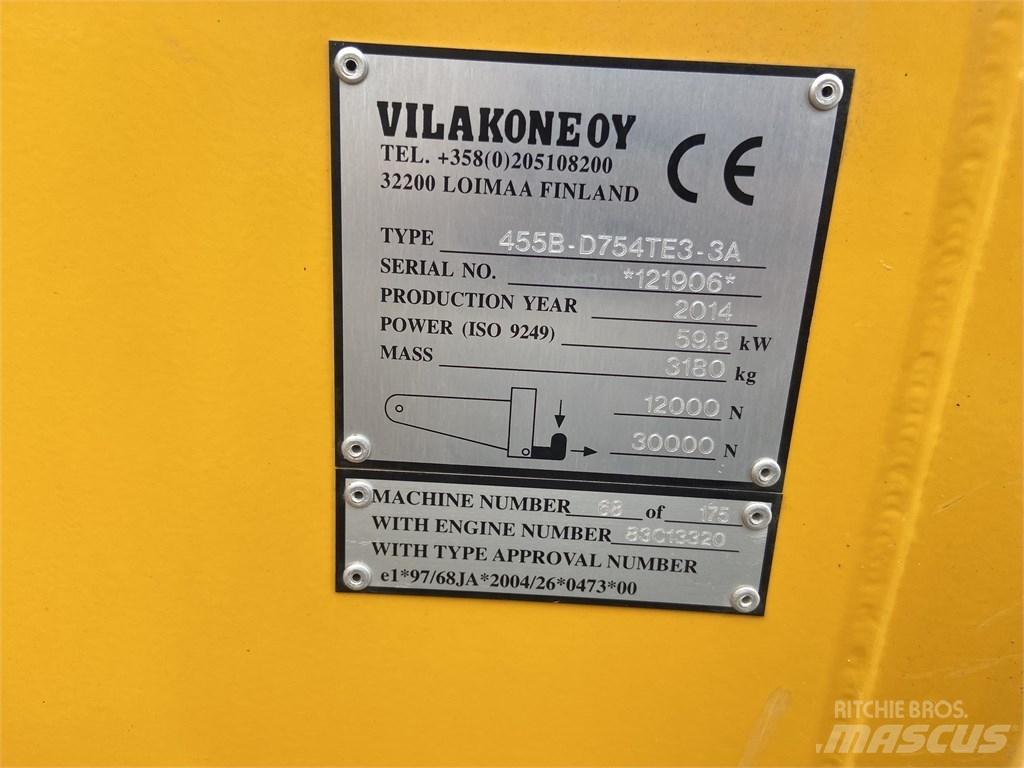 VILAKONE OY
TEL. +358(0)205108200
32200 LOIMAA FINLAND
CE
TYPE 455B-D754TE3-3A
SERIAL NO. *121906*
PRODUCTION YEAR 2014
POWER (ISO 9249) 59.8 kW
MASS 3180 kg
12000 N
30000 N
MACHINE NUMBER 68 of 175
WITH ENGINE NUMBER 83C13320
WITH TYPE APPROVAL NUMBER
e1*97/68JA*2004/26*0473*00
RITCHIE BROS.
MASCUS